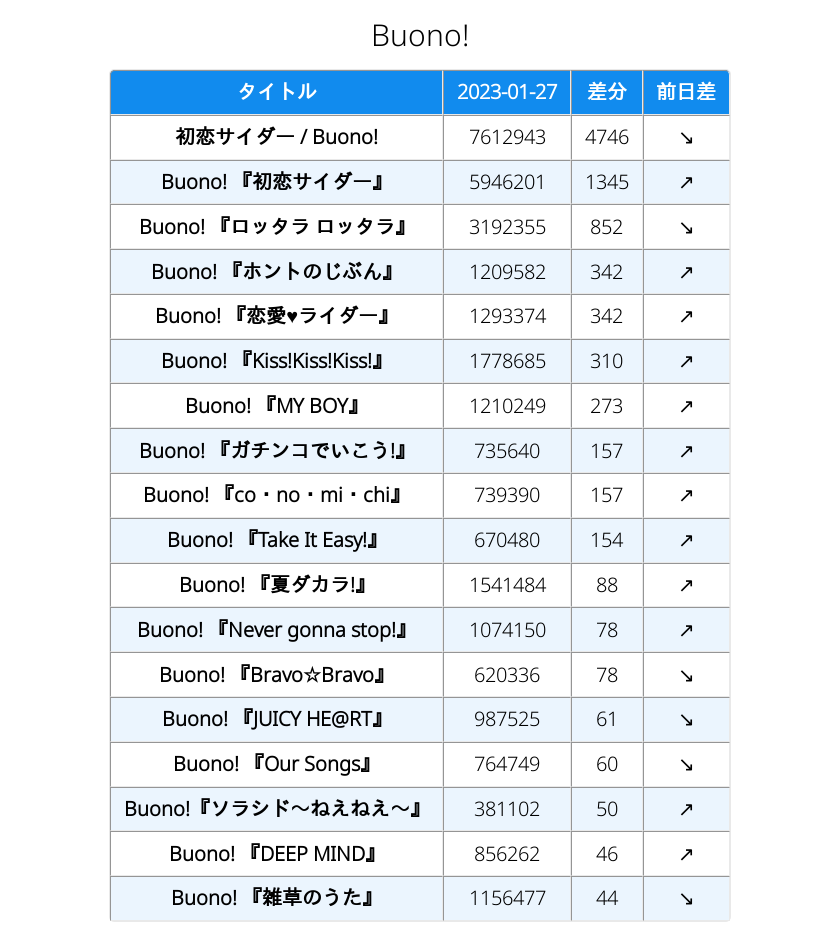 Buono!
タイトル 2023-01-27 差分 前日差
初恋サイダー / Buono! 7612943 4746 ↘
Buono! 『初恋サイダー』 5946201 1345 ↗
Buono! 『ロッタラ ロッタラ』 3192355 852 ↘
Buono! 『ホントのじぶん』 1209582 342 ↗
Buono! 『恋愛♥ライダー』 1293374 342 ↗
Buono! 『Kiss!Kiss!Kiss!』 1778685 310 ↗
Buono! 『MY BOY』 1210249 273 ↗
Buono! 『ガチンコでいこう!』 735640 157 ↗
Buono! 『co・no・mi・chi』 739390 157 ↗
Buono! 『Take It Easy!』 670480 154 ↗
Buono! 『夏ダカラ!』 1541484 88 ↗
Buono! 『Never gonna stop!』 1074150 78 ↗
Buono! 『Bravo☆Bravo』 620336 78 ↘
Buono! 『JUICY HE@RT』 987525 61 ↘
Buono! 『Our Songs』 764749 60 ↘
Buono!『ソラシド〜ねえねえ〜』 381102 50 ↗
Buono! 『DEEP MIND』 856262 46 ↗
Buono! 『雑草のうた』 1156477 44 ↘